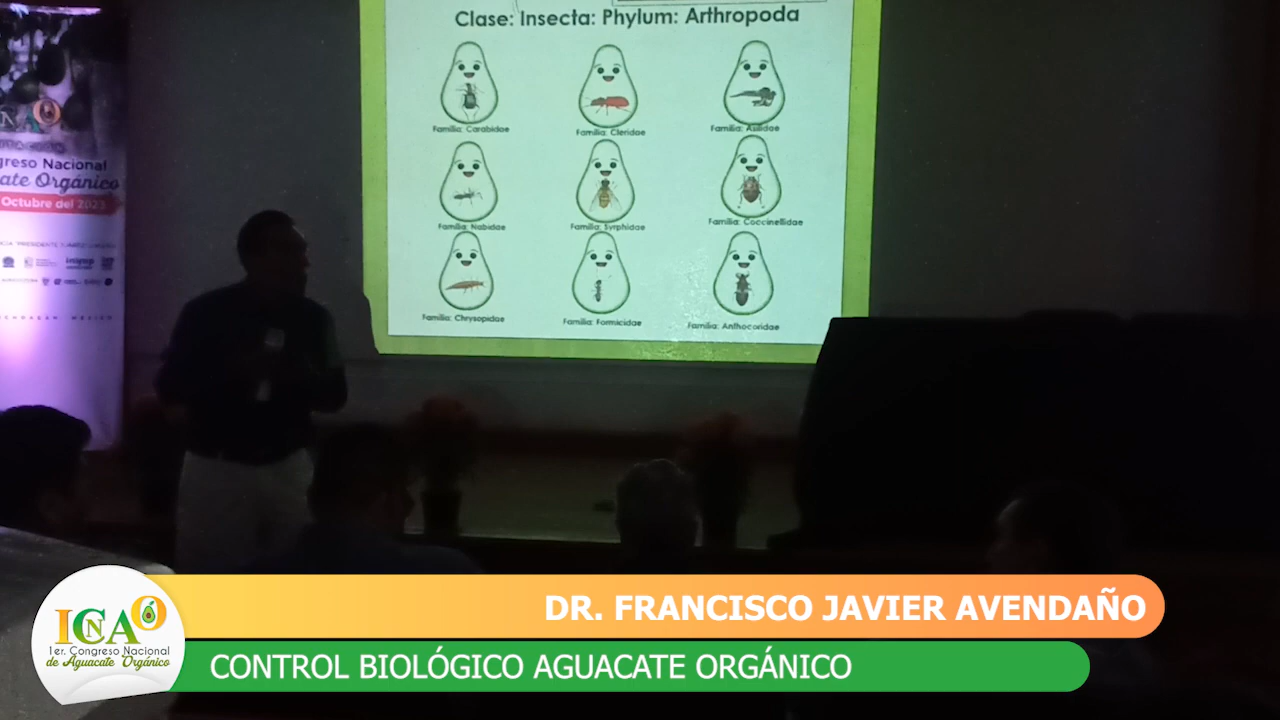 Clase: Insecta: Phylum: Arthropoda
Familia: Carabidae
Familia: Cleridae
Familia: Asilidae
Familia: Nabidae
Familia: Syrphidae
Familia: Coccinellidae
Familia: Chrysopidae
Familia: Formicidae
Familia: Anthocoridae
greso Nacional
ate Orgánico
Octubre del 2023
DR. FRANCISCO JAVIER AVENDAÑO
ICNAO
1er. Congreso Nacional
de Aguacate Orgánico
CONTROL BIOLÓGICO AGUACATE ORGÁNICO